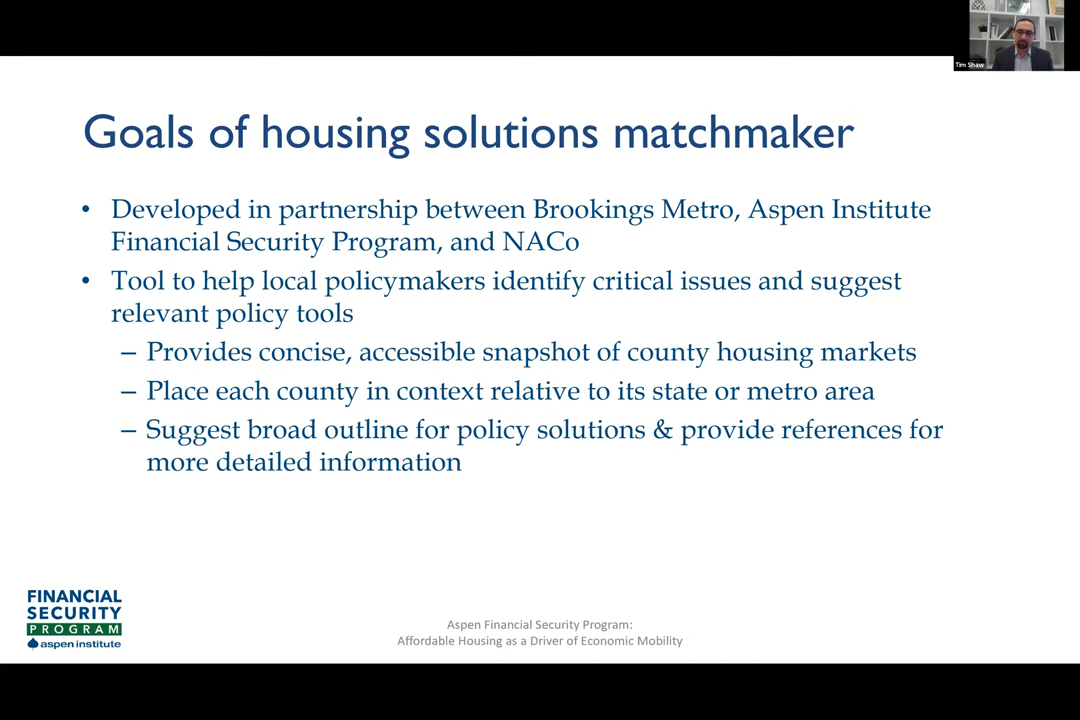 Tim Shaw
Goals of housing solutions matchmaker
• Developed in partnership between Brookings Metro, Aspen Institute
Financial Security Program, and NACo
• Tool to help local policymakers identify critical issues and suggest
relevant policy tools
– Provides concise, accessible snapshot of county housing markets
– Place each county in context relative to its state or metro area
– Suggest broad outline for policy solutions & provide references for
more detailed information
FINANCIAL
SECURITY
PROGRAM
aspen institute
Aspen Financial Security Program:
Affordable Housing as a Driver of Economic Mobility